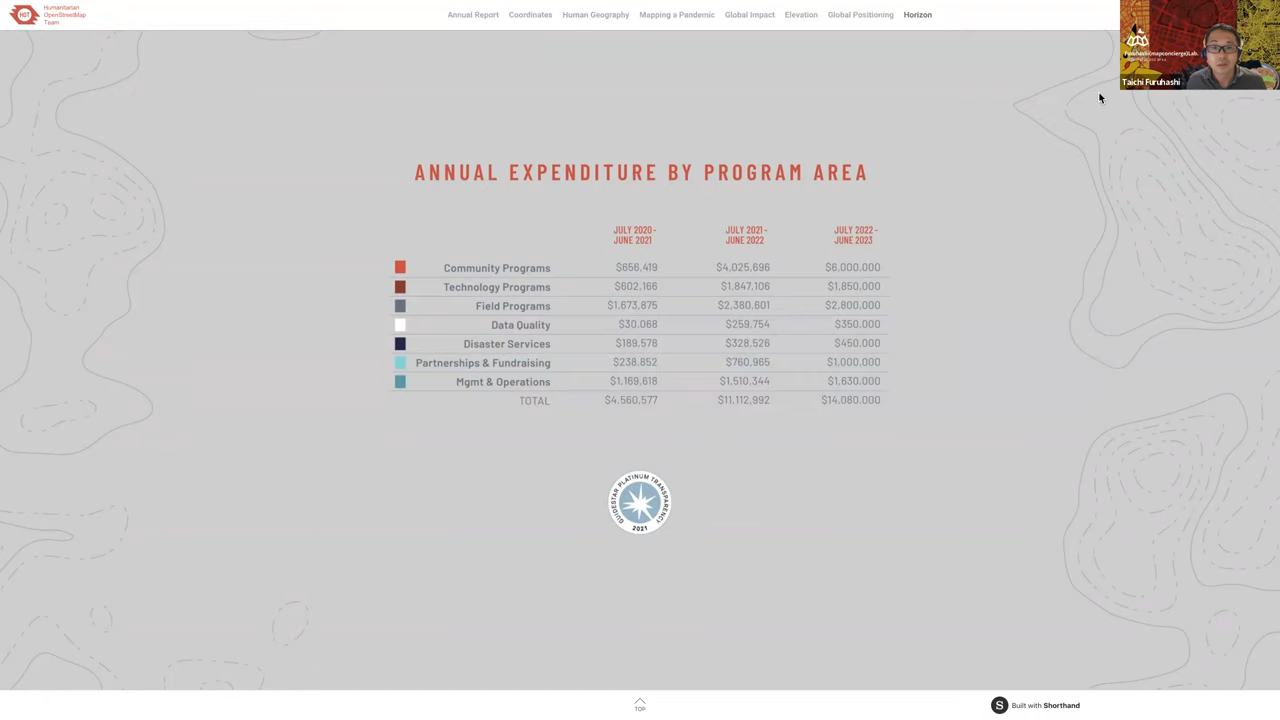 HOT
Humanitarian
OpenStreetMap
Team
Annual Report Coordinates Human Geography Mapping a Pandemic Global Impact Elevation Global Positioning Horizon
Furuhashi(mapconcierge)Lab.
Taichi Furuhashi
ANNUAL EXPENDITURE BY PROGRAM AREA
JULY 2020 - JUNE 2021 JULY 2021 - JUNE 2022 JULY 2022 - JUNE 2023
Community Programs $656,419 $4,025,696 $6,000,000
Technology Programs $602,166 $1,847,106 $1,850,000
Field Programs $1,673,875 $2,380,601 $2,800,000
Data Quality $30,068 $259,754 $350,000
Disaster Services $189,578 $328,526 $450,000
Partnerships & Fundraising $238,852 $760,965 $1,000,000
Mgmt & Operations $1,169,618 $1,510,344 $1,630,000
TOTAL $4,560,577 $11,112,992 $14,080,000
GUIDESTAR PLATINUM TRANSPARENCY
2021
TOP
S Built with Shorthand